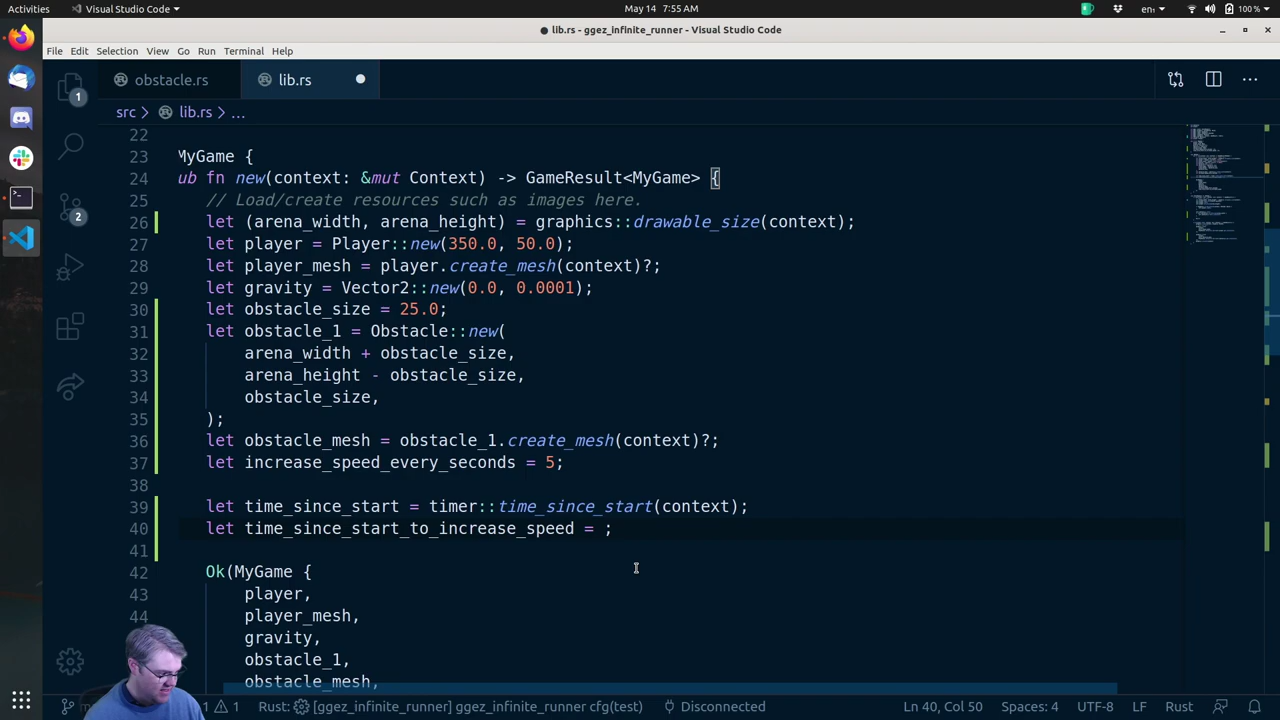 Activities Visual Studio Code May 14 7:55 AM en 100 %
lib.rs - ggez_infinite_runner - Visual Studio Code
File Edit Selection View Go Run Terminal Help
obstacle.rs lib.rs
1
src > lib.rs > ...
22
23 MyGame {
24 ub fn new(context: &mut Context) -> GameResult<MyGame> {
25 // Load/create resources such as images here.
26 let (arena_width, arena_height) = graphics::drawable_size(context);
27 let player = Player::new(350.0, 50.0);
28 let player_mesh = player.create_mesh(context)?;
29 let gravity = Vector2::new(0.0, 0.0001);
30 let obstacle_size = 25.0;
31 let obstacle_1 = Obstacle::new(
32 arena_width + obstacle_size,
33 arena_height - obstacle_size,
34 obstacle_size,
35 );
36 let obstacle_mesh = obstacle_1.create_mesh(context)?;
37 let increase_speed_every_seconds = 5;
38
39 let time_since_start = timer::time_since_start(context);
40 let time_since_start_to_increase_speed = ;
41
42 Ok(MyGame {
43 player,
44 player_mesh,
gravity,
obstacle_1,
obstacle_mesh,
2
1 1 Rust: [ggez_infinite_runner] ggez_infinite_runner cfg(test) Disconnected Ln 40, Col 50 Spaces: 4 UTF-8 LF Rust